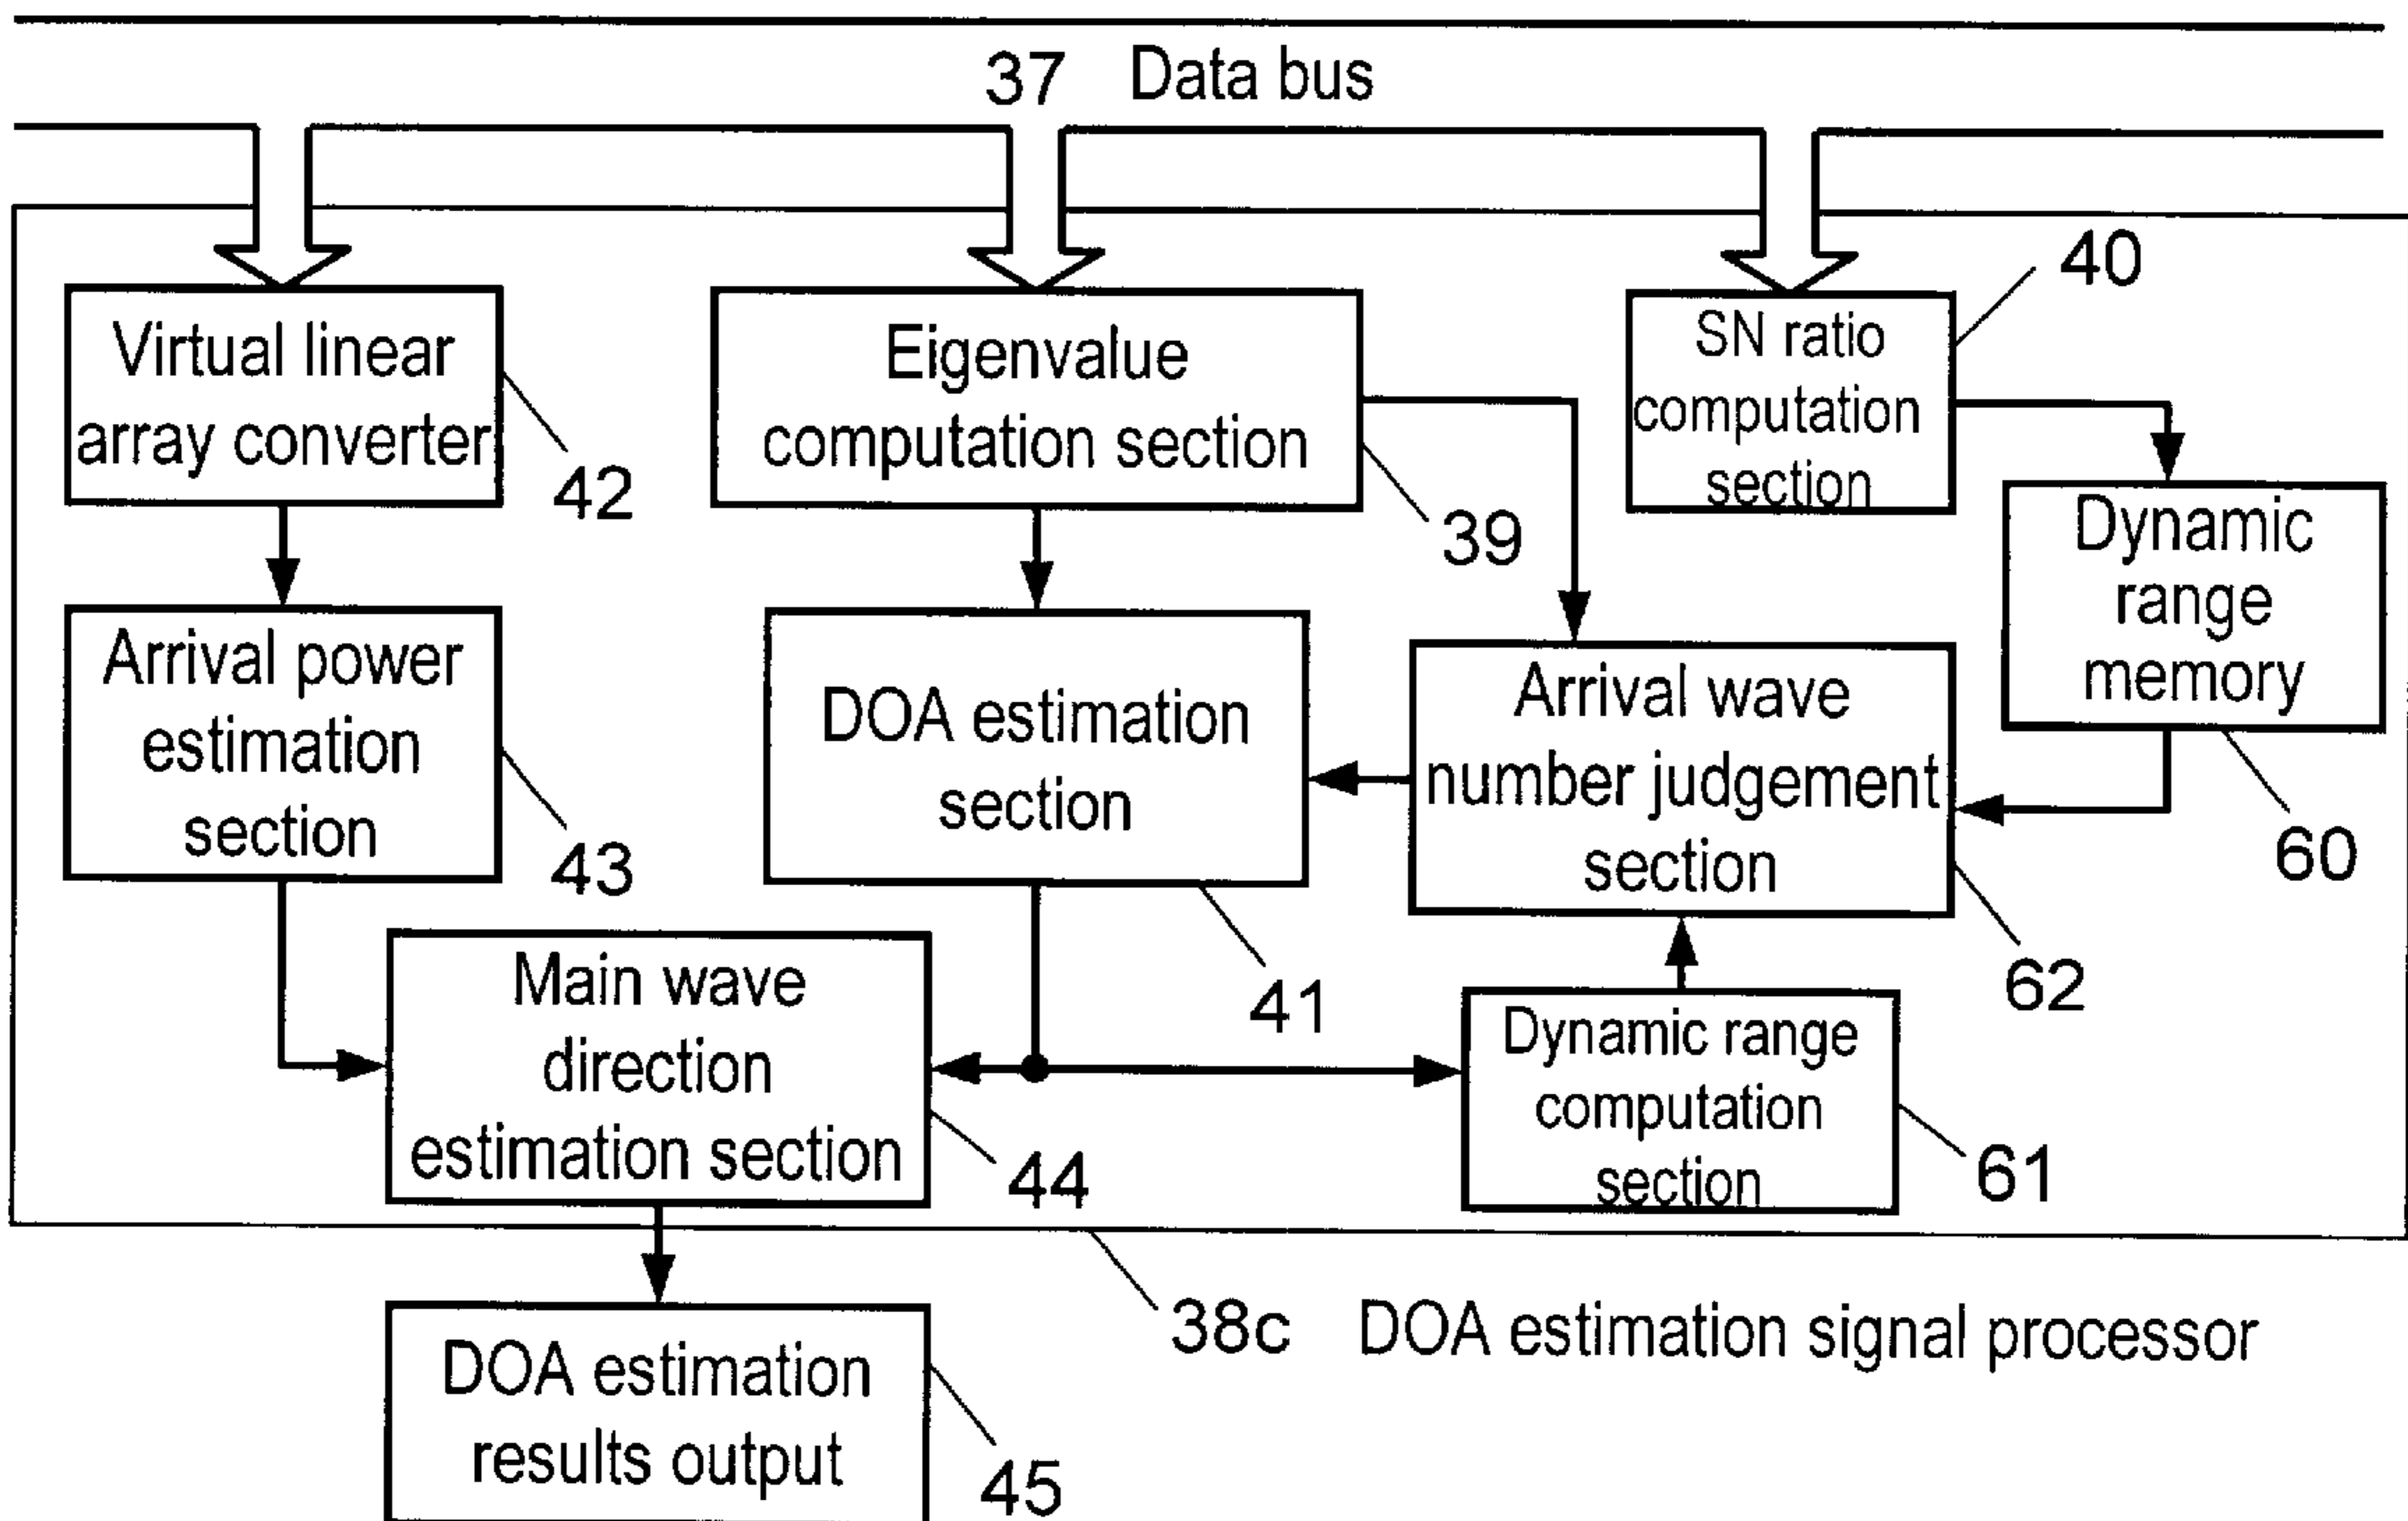 37 Data bus
Virtual linear
array converter
42
Eigenvalue
computation section
39
SN ratio
computation
section
40
Dynamic
range
memory
60
Arrival power
estimation
section
43
DOA estimation
section
41
Arrival wave
number judgement
section
62
Main wave
direction
estimation section
44
Dynamic range
computation
section
61
38c DOA estimation signal processor
DOA estimation
results output
45